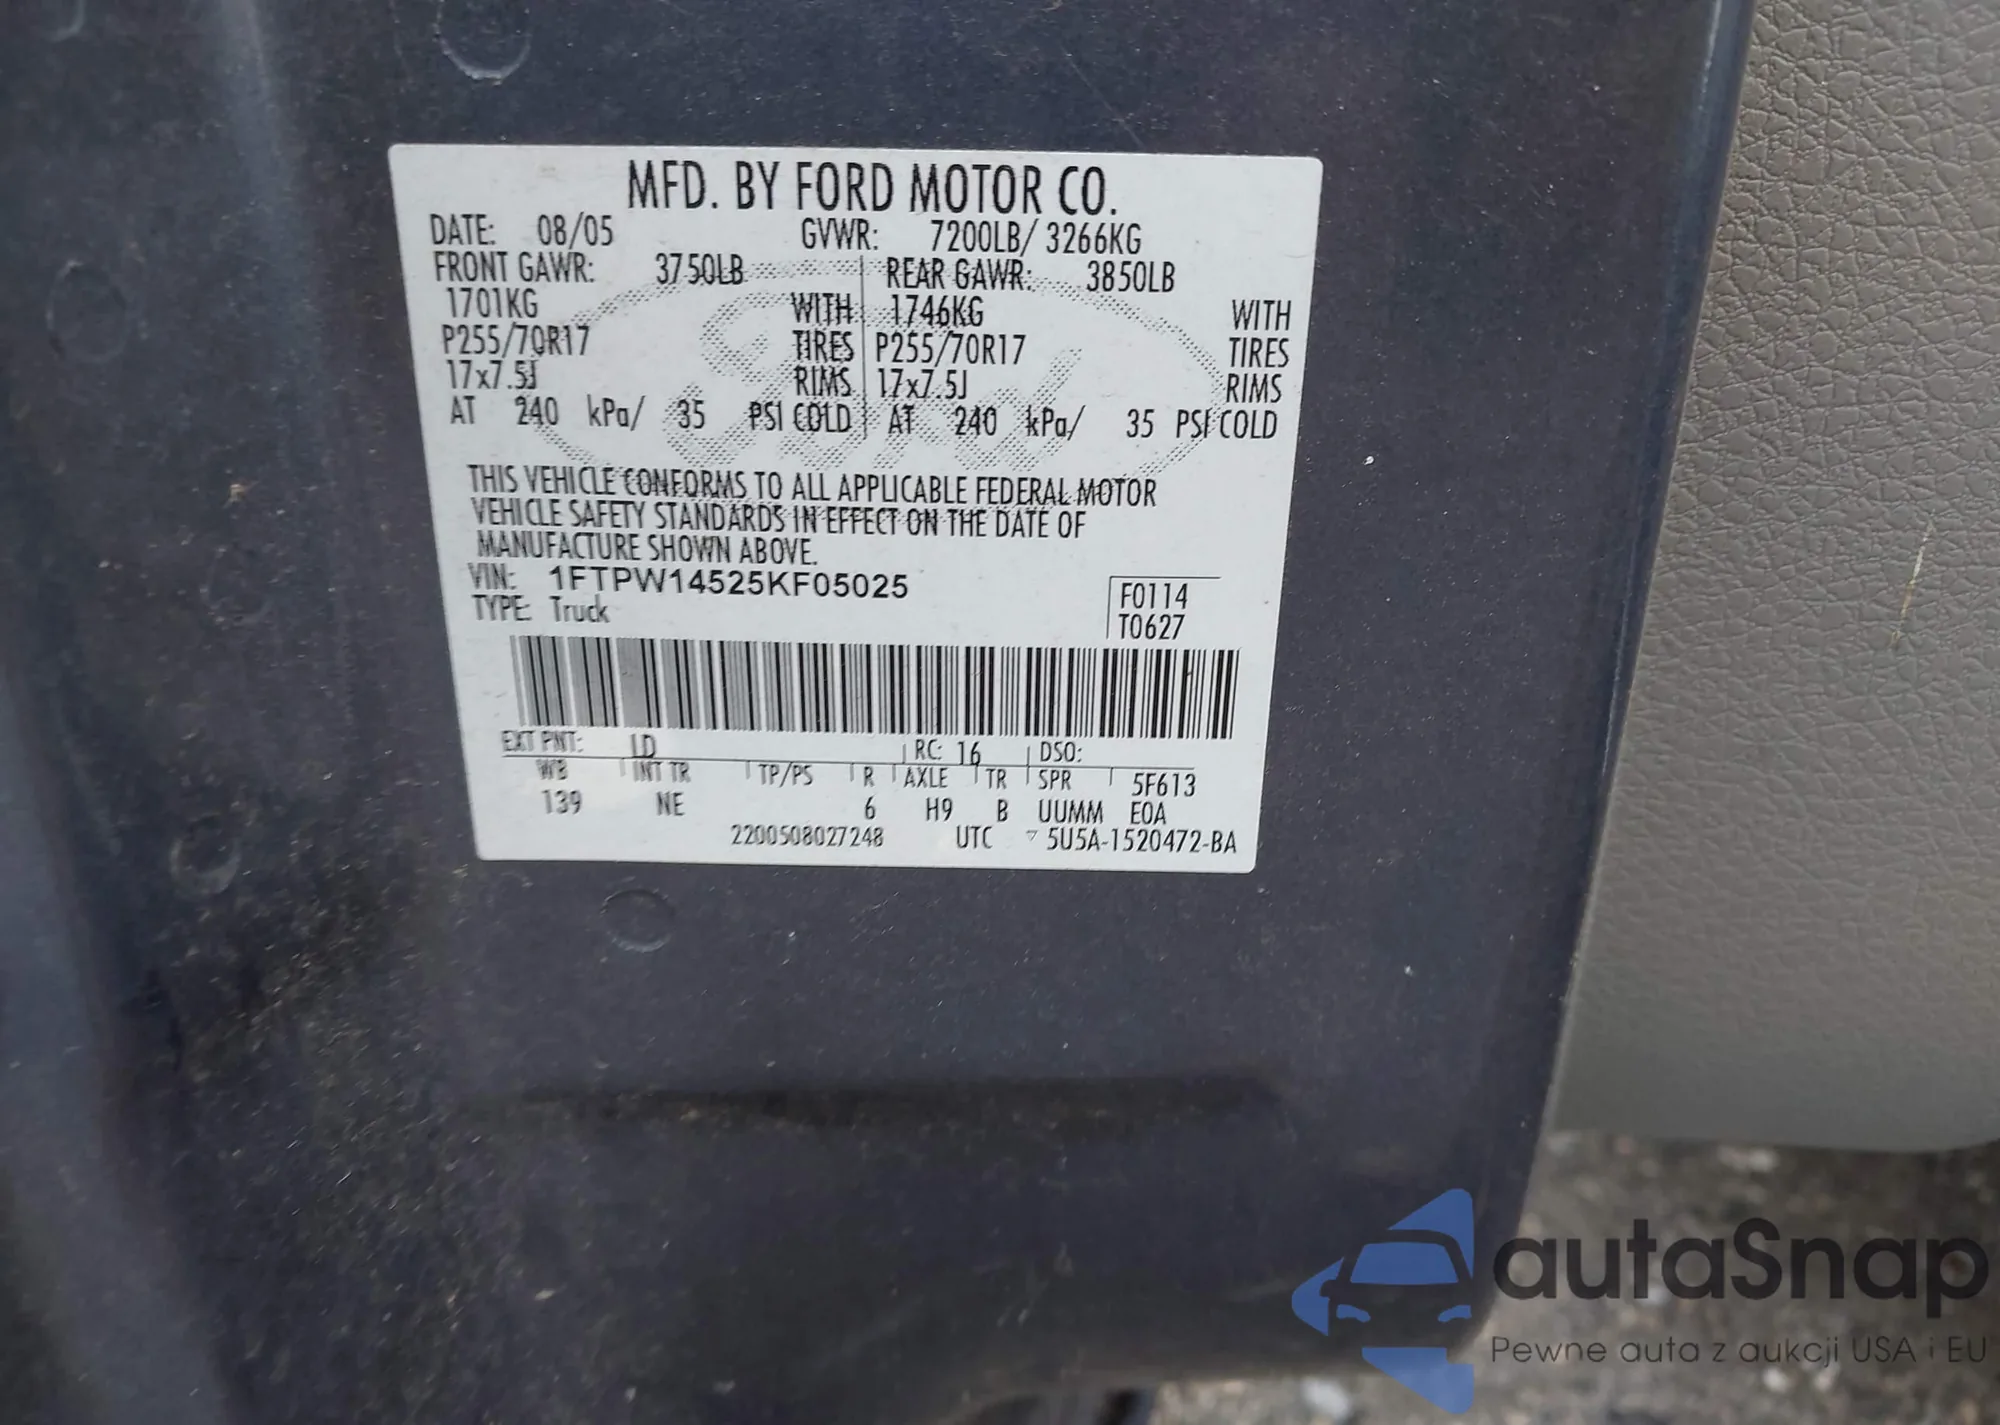 MFD. BY FORD MOTOR CO.
DATE: 08/05 GVWR: 7200LB/ 3266KG
FRONT GAWR: 3750LB REAR GAWR: 3850LB
1701KG WITH 1746KG WITH
P255/70R17 TIRES P255/70R17 TIRES
17x7.5J RIMS 17x7.5J RIMS
AT 240 kPa/ 35 PSI COLD AT 240 kPa/ 35 PSI COLD
THIS VEHICLE CONFORMS TO ALL APPLICABLE FEDERAL MOTOR
VEHICLE SAFETY STANDARDS IN EFFECT ON THE DATE OF
MANUFACTURE SHOWN ABOVE.
VIN: 1FTPW14525KF05025
TYPE: Truck
F0114
T0627
EXT PNT: LD RC: 16 DSO:
WB INT TR TP/PS R AXLE TR SPR 5F613
139 NE 6 H9 B UUMM EOA
2200508027248 UTC ▽ 5U5A-1520472-BA
Ford
autaSnap
Pewne auta z aukcji USA i EU